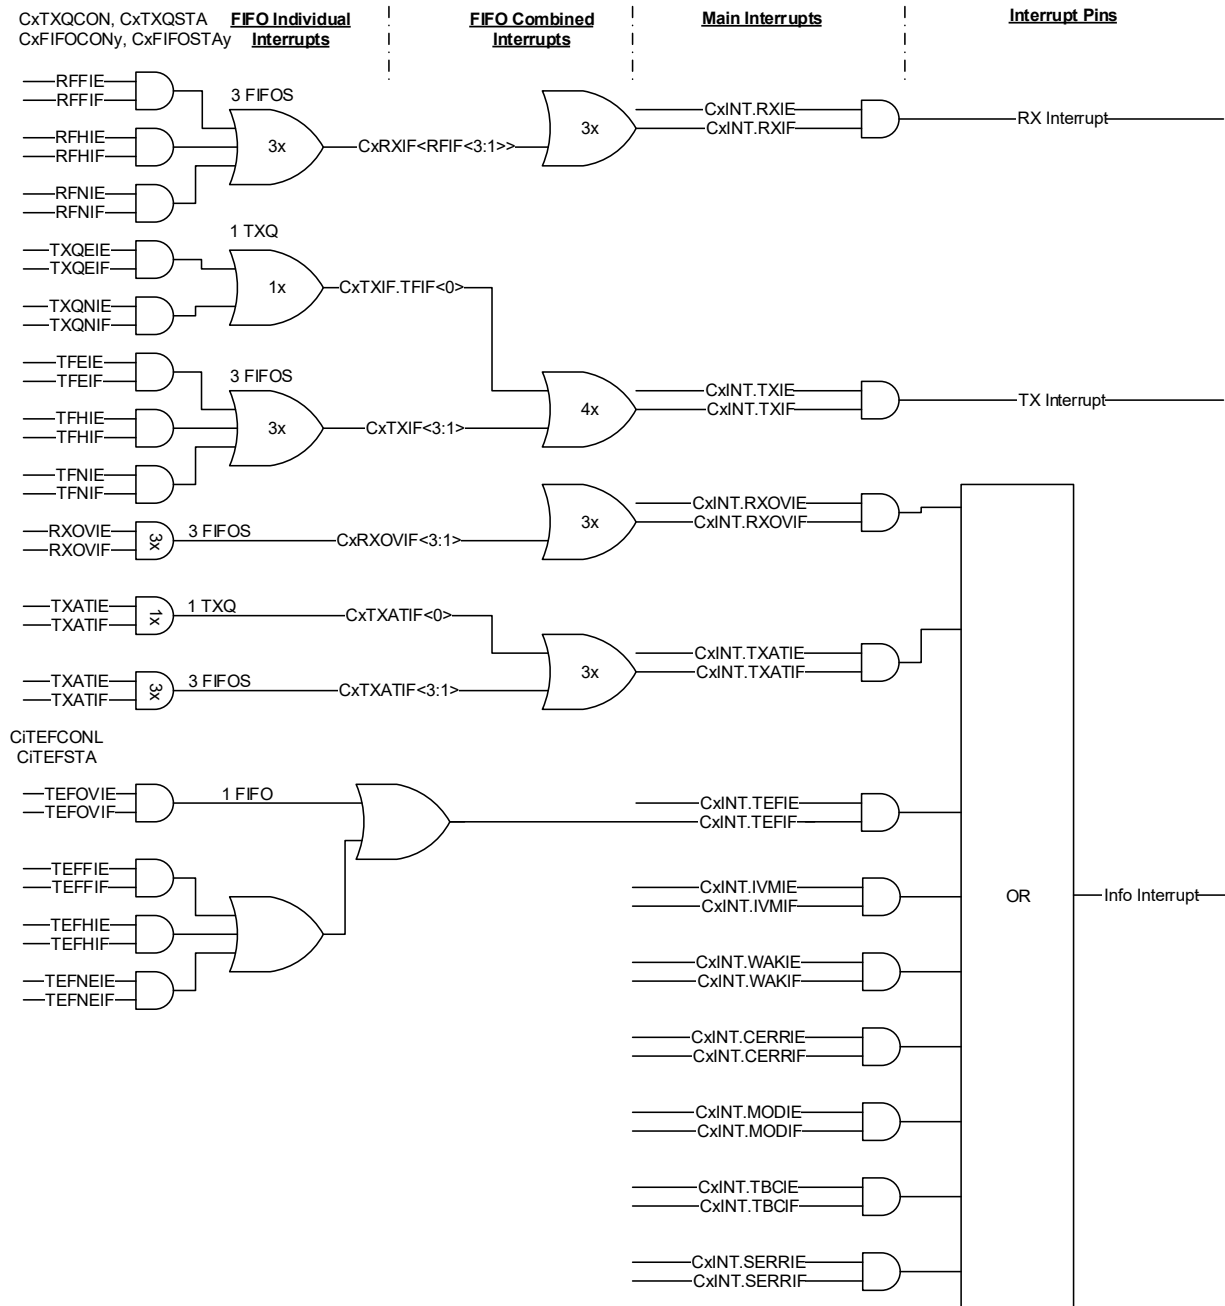 CxTXQCON, CxTXQSTA
CxFIFOCONy, CxFIFOSTAy
FIFO Individual
Interrupts
FIFO Combined
Interrupts
Main Interrupts
Interrupt Pins
RFFIE
RFFIF
3 FIFOS
RFHIE
RFHIF
3x
CxRXIF<RFIF<3:1>>
3x
CxINT.RXIE
CxINT.RXIF
RX Interrupt
RFNIE
RFNIF
1 TXQ
TXQEIE
TXQEIF
1x
CxTXIF.TFIF<0>
TXQNIE
TXQNIF
TFEIE
TFEIF
3 FIFOS
TFHIE
TFHIF
3x
CxTXIF<3:1>
4x
CxINT.TXIE
CxINT.TXIF
TX Interrupt
TFNIE
TFNIF
RXOVIE
RXOVIF
3x
3 FIFOS
CxRXOVIF<3:1>
3x
CxINT.RXOVIE
CxINT.RXOVIF
TXATIE
TXATIF
1x
1 TXQ
CxTXATIF<0>
TXATIE
TXATIF
3x
3 FIFOS
CxTXATIF<3:1>
3x
CxINT.TXATIE
CxINT.TXATIF
CiTEFCONL
CiTEFSTA
TEFOVIE
TEFOVIF
1 FIFO
CxINT.TEFIE
CxINT.TEFIF
TEFFIE
TEFFIF
TEFHIE
TEFHIF
TEFNEIE
TEFNEIF
CxINT.IVMIE
CxINT.IVMIF
OR
Info Interrupt
CxINT.WAKIE
CxINT.WAKIF
CxINT.CERRIE
CxINT.CERRIF
CxINT.MODIE
CxINT.MODIF
CxINT.TBCIE
CxINT.TBCIF
CxINT.SERRIE
CxINT.SERRIF